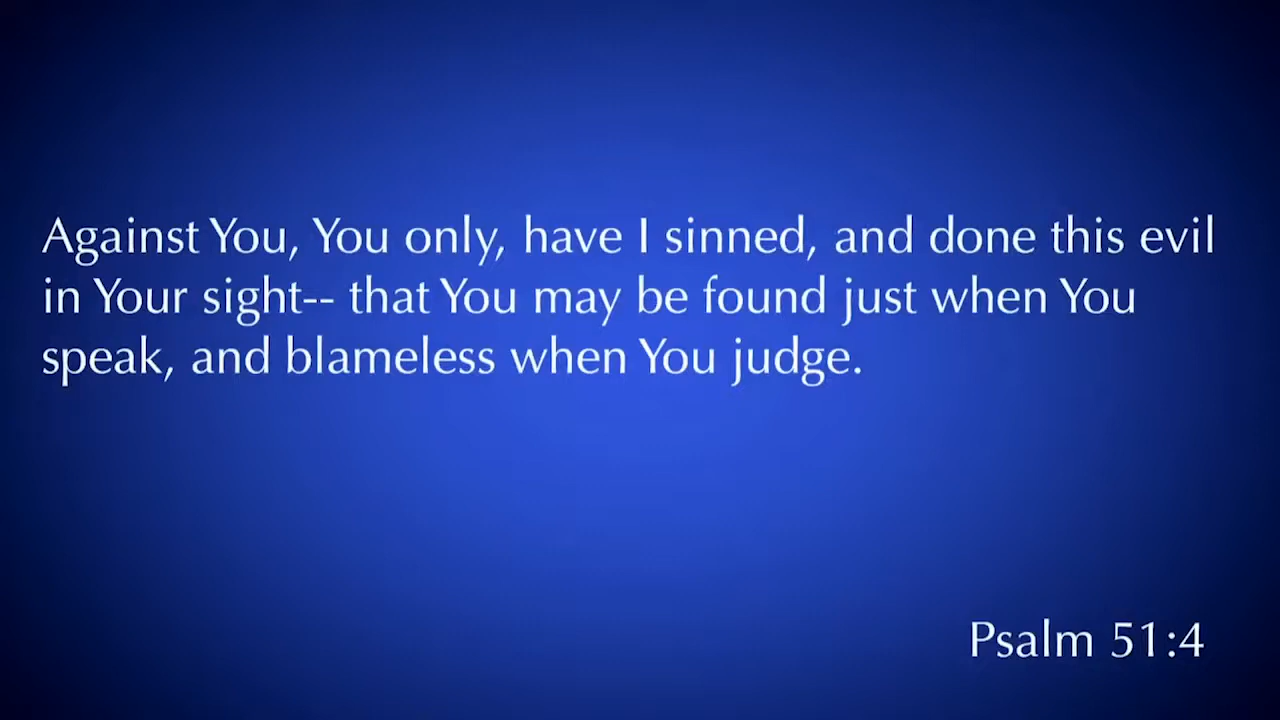 Against You, You only, have I sinned, and done this evil
in Your sight-- that You may be found just when You
speak, and blameless when You judge.
Psalm 51:4